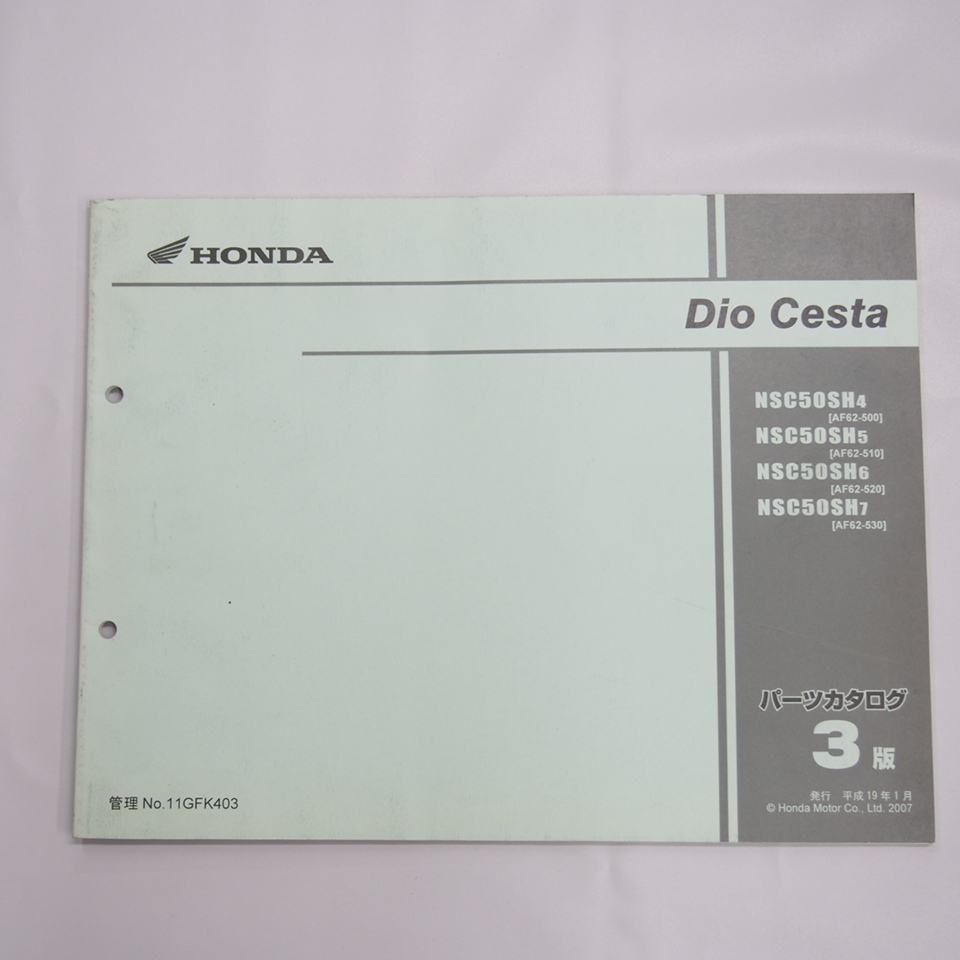 HONDA
Dio Cesta
NSC50SH4
[AF62-500]
NSC50SH5
[AF62-510]
NSC50SH6
[AF62-520]
NSC50SH7
[AF62-530]
パーツカタログ
3版
発行 平成19年1月
© Honda Motor Co., Ltd. 2007
管理 No.11GFK403